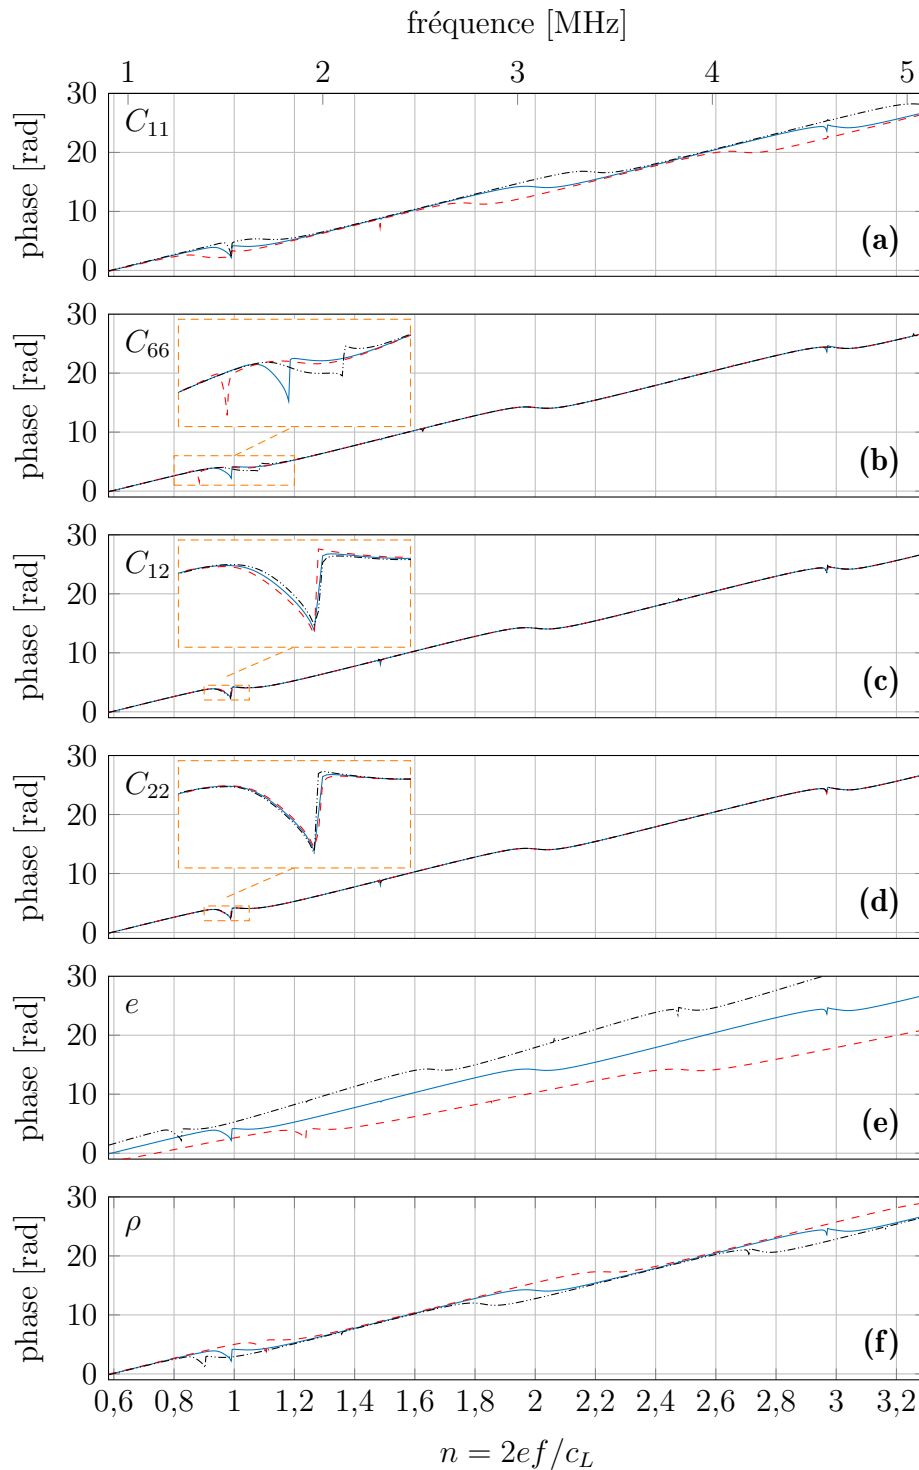 fréquence [MHz]
1 2 3 4 5
30
20
10
0
phase [rad]
C₁₁
(a)
30
20
10
0
phase [rad]
C₆₆
(b)
30
20
10
0
phase [rad]
C₁₂
(c)
30
20
10
0
phase [rad]
C₂₂
(d)
30
20
10
0
phase [rad]
e
(e)
30
20
10
0
phase [rad]
ρ
(f)
0,6 0,8 1 1,2 1,4 1,6 1,8 2 2,2 2,4 2,6 2,8 3 3,2
n = 2ef/c_L